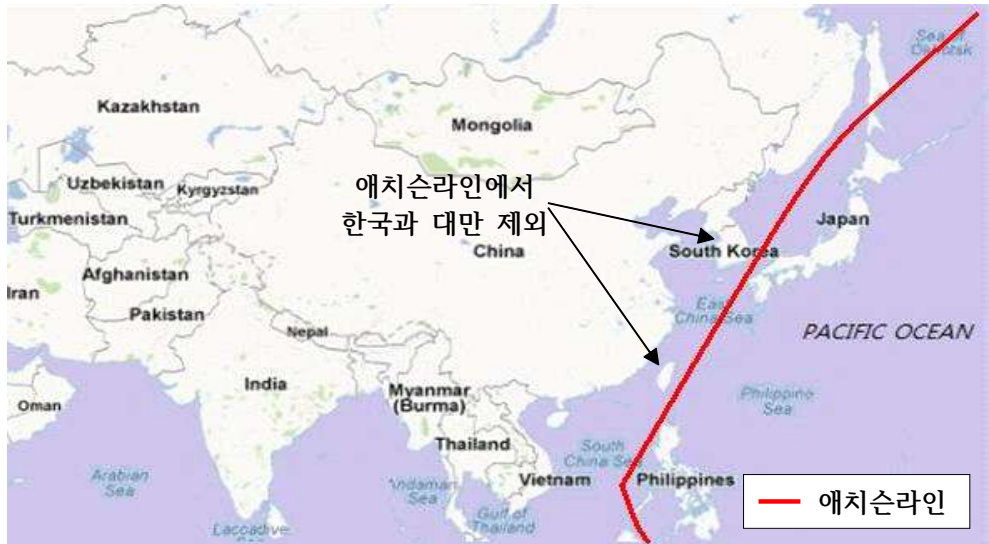 Sea of
Okhotsk
Kazakhstan
Mongolia
Uzbekistan
Kyrgyzstan
애치슨라인에서
한국과 대만 제외
Turkmenistan
Japan
China
South Korea
Afghanistan
Iran
East
China Sea
Pakistan
Nepal
PACIFIC OCEAN
India
Myanmar
(Burma)
Oman
Philippine
Sea
Thailand
South
China Sea
Arabian
Sea
Andaman
Sea
Vietnam
Philippines
Gulf of
Thailand
애치슨라인
Laccadive